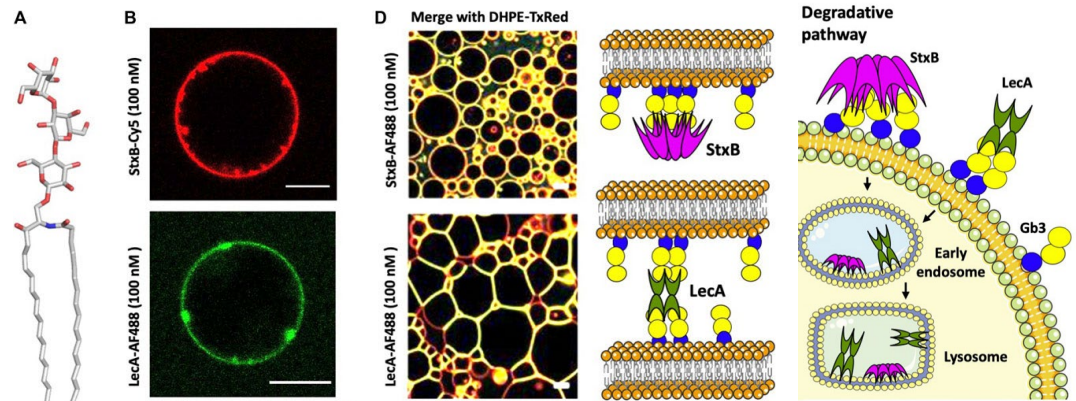 A
B
StxB-Cy5 (100 nM)
LecA-AF488 (100 nM)
D
Merge with DHPE-TxRed
StxB-AF488 (100 nM)
LecA-AF488 (100 nM)
StxB
LecA
Degradative
pathway
StxB
LecA
Gb3
Early
endosome
Lysosome